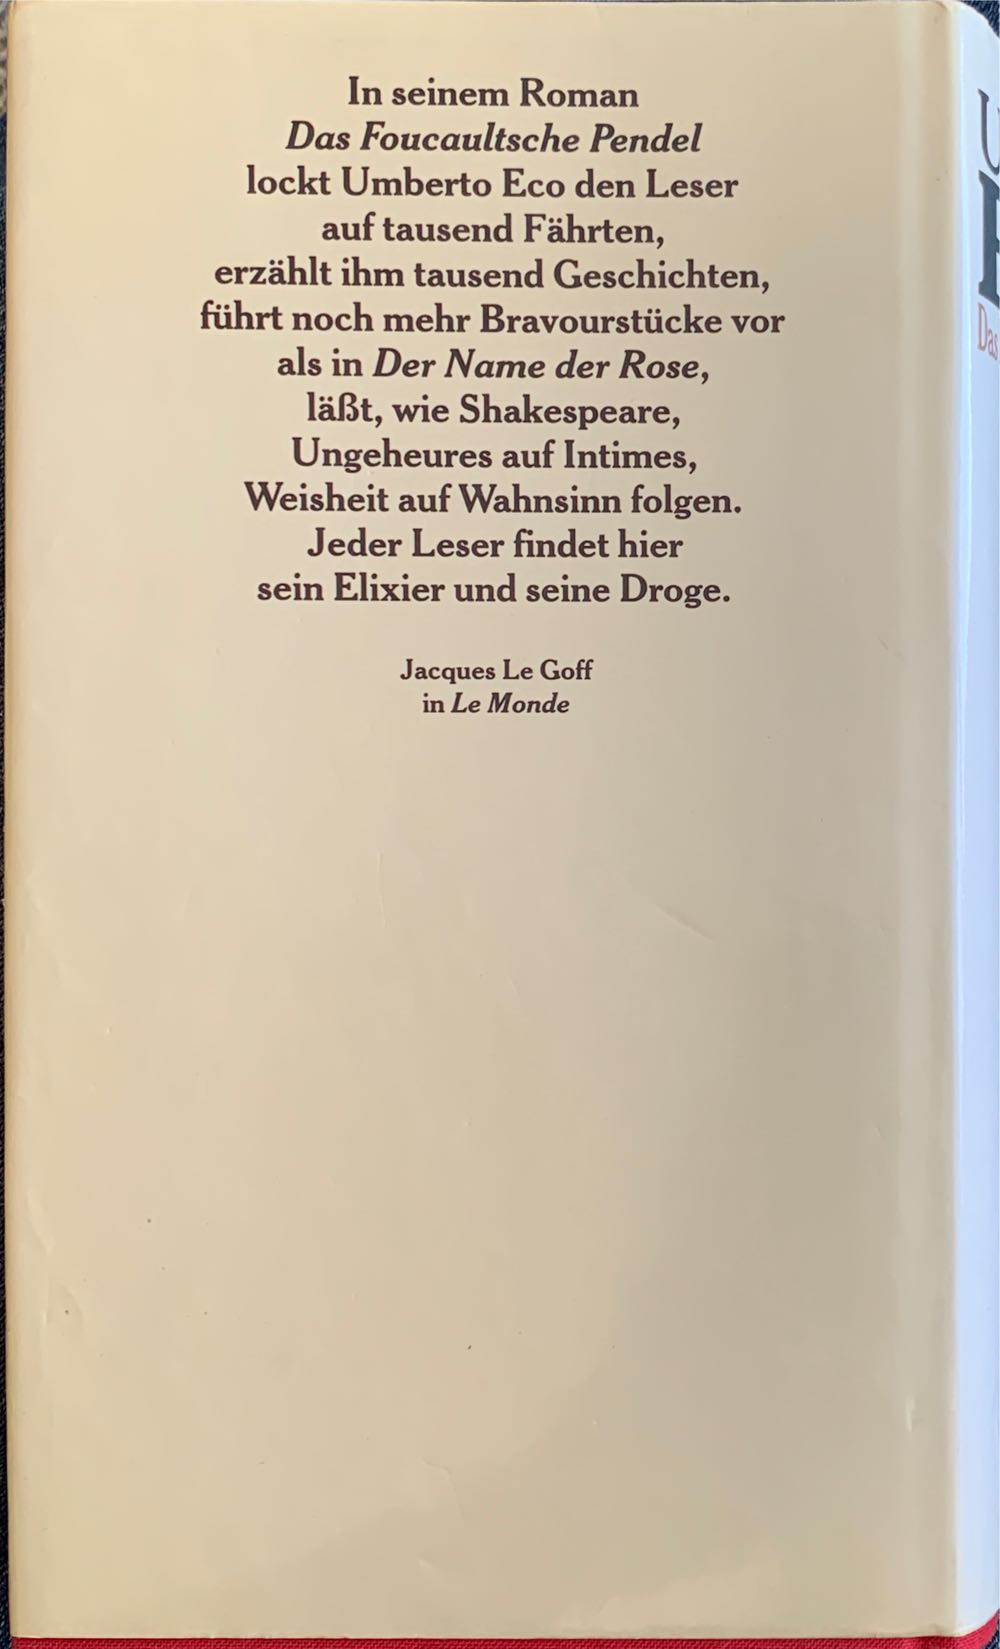 In seinem Roman
Das Foucaultsche Pendel
lockt Umberto Eco den Leser
auf tausend Fährten,
erzählt ihm tausend Geschichten,
führt noch mehr Bravourstücke vor
als in Der Name der Rose,
läßt, wie Shakespeare,
Ungeheures auf Intimes,
Weisheit auf Wahnsinn folgen.
Jeder Leser findet hier
sein Elixier und seine Droge.
Jacques Le Goff
in Le Monde
Das